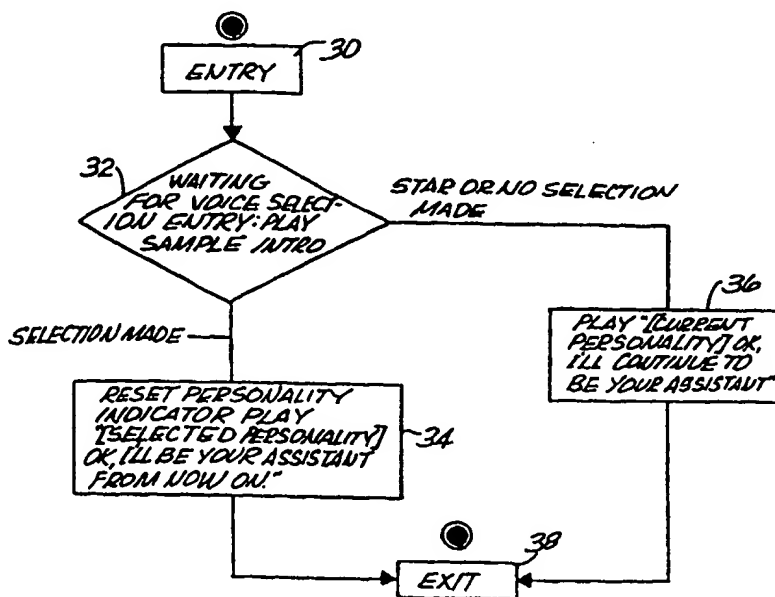 30
ENTRY
32
WAITING
FOR VOICE SELECT-
ION ENTRY: PLAY
SAMPLE INTRO
STAR OR NO SELECTION
MADE
SELECTION MADE
36
PLAY "[CURRENT
PERSONALITY] OK,
I'LL CONTINUE TO
BE YOUR ASSISTANT"
RESET PERSONALITY
INDICATOR PLAY
"[SELECTED PERSONALITY]
OK, I'LL BE YOUR ASSISTANT
FROM NOW ON."
34
38
EXIT